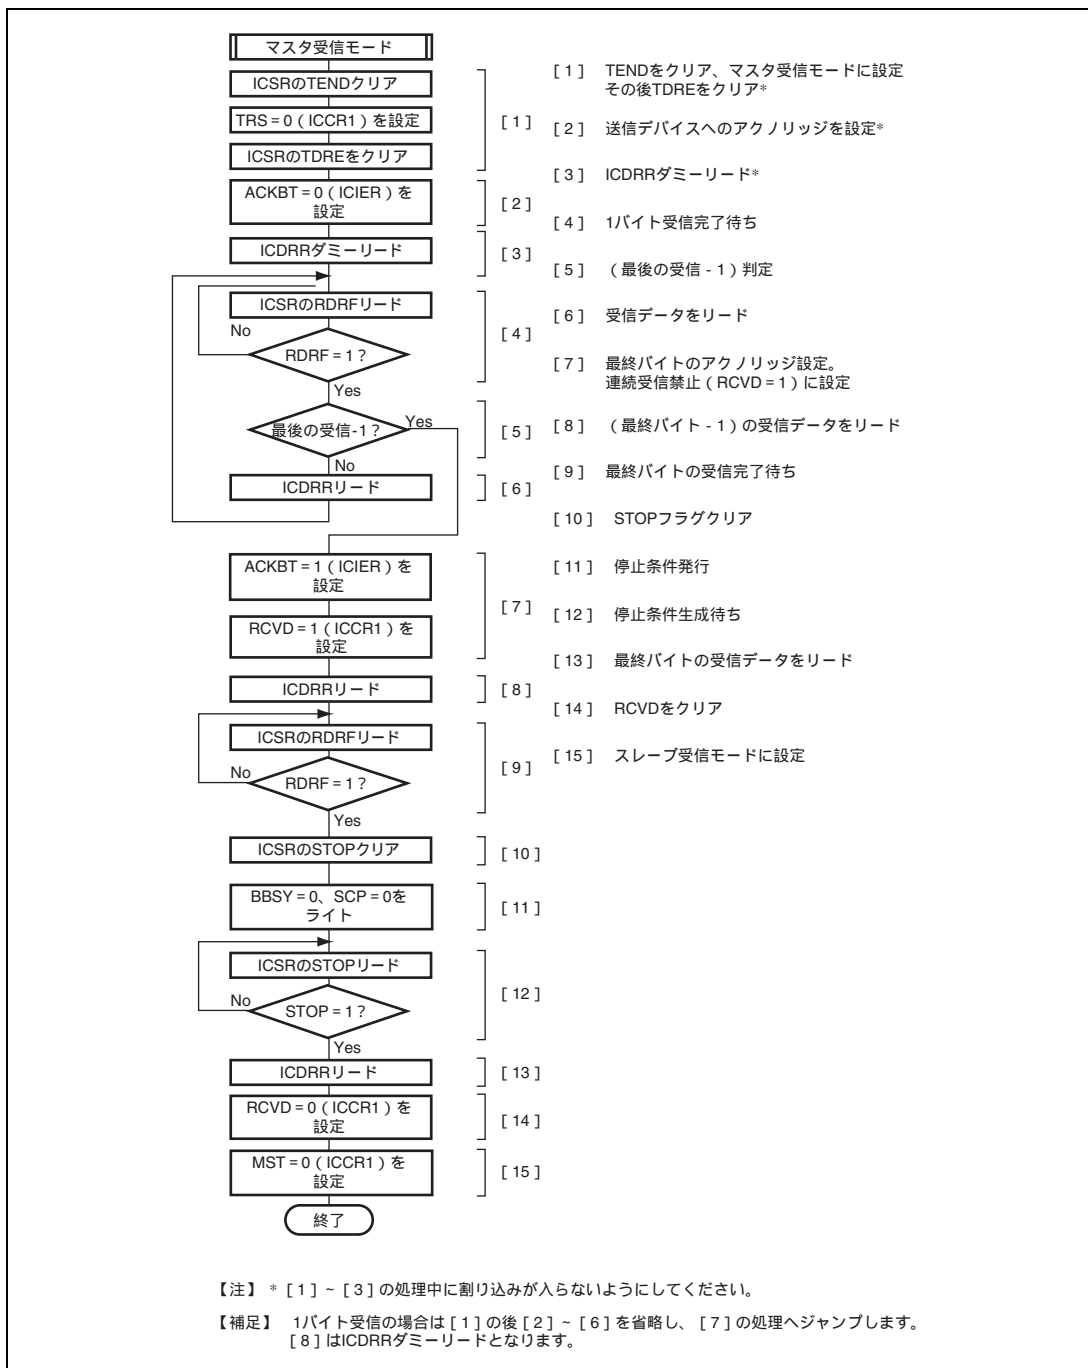 マスタ受信モード
ICSRのTENDクリア
TRS = 0 ( ICCR1 ) を設定
ICSRのTDREをクリア
[ 1 ]
ACKBT = 0 ( ICIER ) を
設定
[ 2 ]
ICDRRダミーリード
[ 3 ]
ICSRのRDRFリード
No
RDRF = 1 ?
[ 4 ]
Yes
最後の受信-1 ?
Yes
[ 5 ]
No
ICDRRリード
[ 6 ]
ACKBT = 1 ( ICIER ) を
設定
RCVD = 1 ( ICCR1 ) を
設定
[ 7 ]
ICDRRリード
[ 8 ]
ICSRのRDRFリード
No
RDRF = 1 ?
[ 9 ]
Yes
ICSRのSTOPクリア
[ 10 ]
BBSY = 0、SCP = 0を
ライト
[ 11 ]
ICSRのSTOPリード
No
STOP = 1 ?
[ 12 ]
Yes
ICDRRリード
[ 13 ]
RCVD = 0 ( ICCR1 ) を
設定
[ 14 ]
MST = 0 ( ICCR1 ) を
設定
[ 15 ]
終了
[ 1 ] TENDをクリア、マスタ受信モードに設定
その後TDREをクリア*
[ 2 ] 送信デバイスへのアクノリッジを設定*
[ 3 ] ICDRRダミーリード*
[ 4 ] 1バイト受信完了待ち
[ 5 ] ( 最後の受信 - 1 ) 判定
[ 6 ] 受信データをリード
[ 7 ] 最終バイトのアクノリッジ設定。
連続受信禁止 ( RCVD = 1 ) に設定
[ 8 ] ( 最終バイト - 1 ) の受信データをリード
[ 9 ] 最終バイトの受信完了待ち
[ 10 ] STOPフラグクリア
[ 11 ] 停止条件発行
[ 12 ] 停止条件生成待ち
[ 13 ] 最終バイトの受信データをリード
[ 14 ] RCVDをクリア
[ 15 ] スレーブ受信モードに設定
【注】 * [ 1 ] ~ [ 3 ] の処理中に割り込みが入らないようにしてください。
【補足】 1バイト受信の場合は [ 1 ] の後 [ 2 ] ~ [ 6 ] を省略し、 [ 7 ] の処理へジャンプします。
[ 8 ] はICDRRダミーリードとなります。